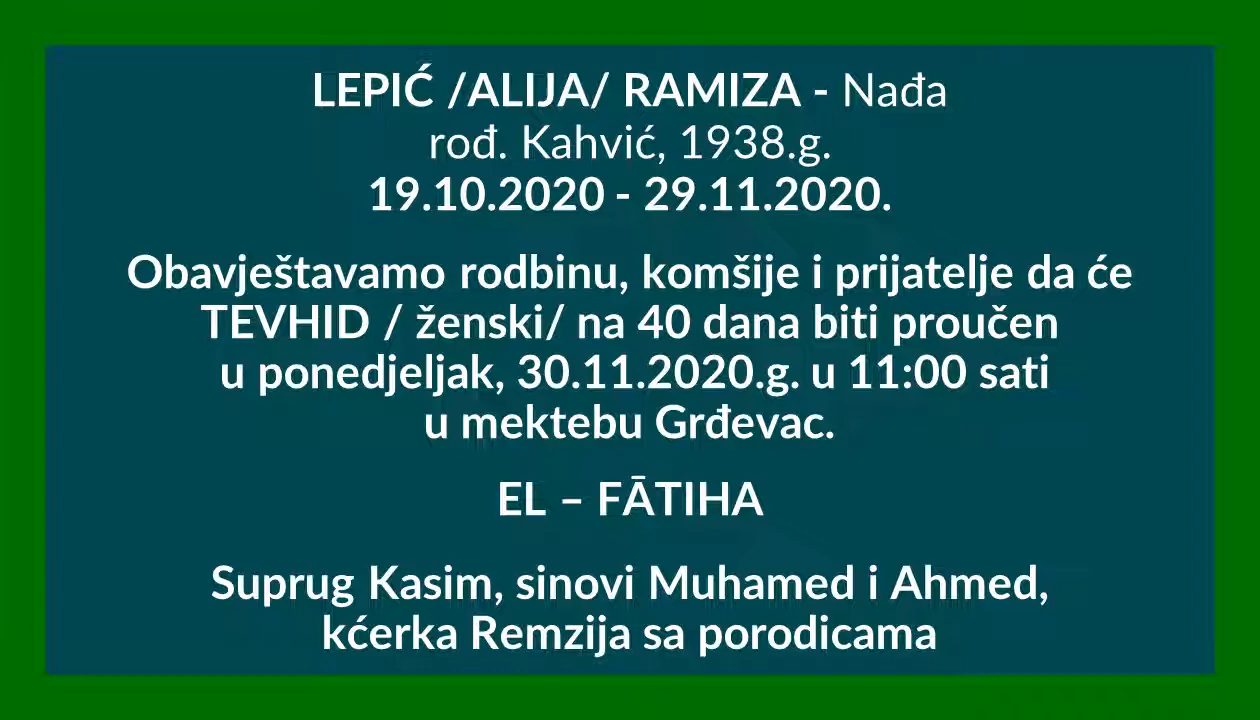 LEPIĆ /ALIJA/ RAMIZA - Nađa
rođ. Kahvić, 1938.g.
19.10.2020 - 29.11.2020.
Obavještavamo rodbinu, komšije i prijatelje da će
TEVHID / ženski/ na 40 dana biti proučen
u ponedjeljak, 30.11.2020.g. u 11:00 sati
u mektebu Grđevac.
EL – FĀTIHA
Suprug Kasim, sinovi Muhamed i Ahmed,
kćerka Remzija sa porodicama